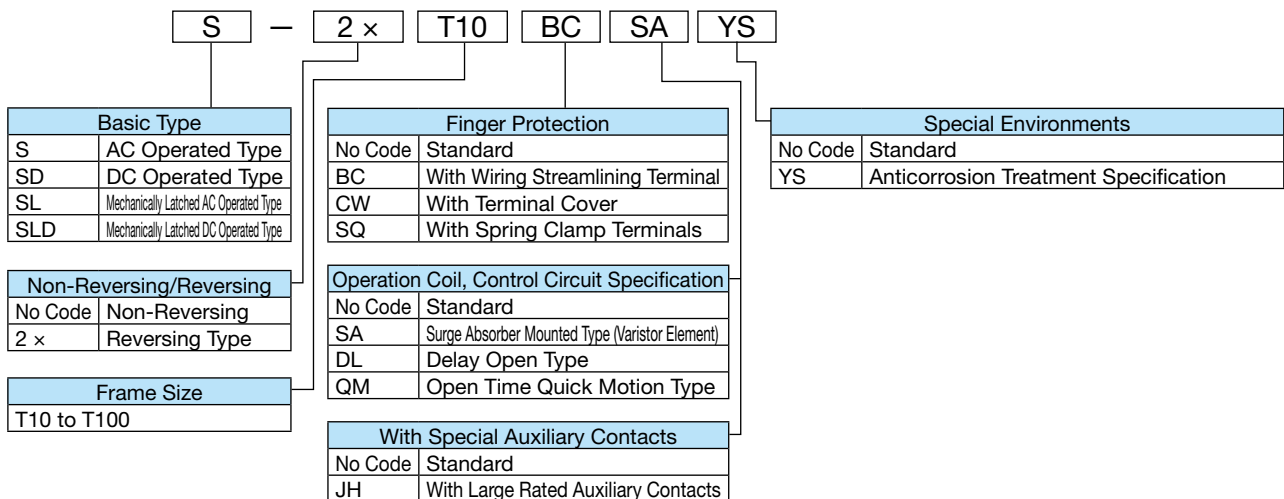 S – 2 × T10 BC SA YS
Basic Type
S AC Operated Type
SD DC Operated Type
SL Mechanically Latched AC Operated Type
SLD Mechanically Latched DC Operated Type
Non-Reversing/Reversing
No Code Non-Reversing
2 × Reversing Type
Frame Size
T10 to T100
Finger Protection
No Code Standard
BC With Wiring Streamlining Terminal
CW With Terminal Cover
SQ With Spring Clamp Terminals
Operation Coil, Control Circuit Specification
No Code Standard
SA Surge Absorber Mounted Type (Varistor Element)
DL Delay Open Type
QM Open Time Quick Motion Type
With Special Auxiliary Contacts
No Code Standard
JH With Large Rated Auxiliary Contacts
Special Environments
No Code Standard
YS Anticorrosion Treatment Specification